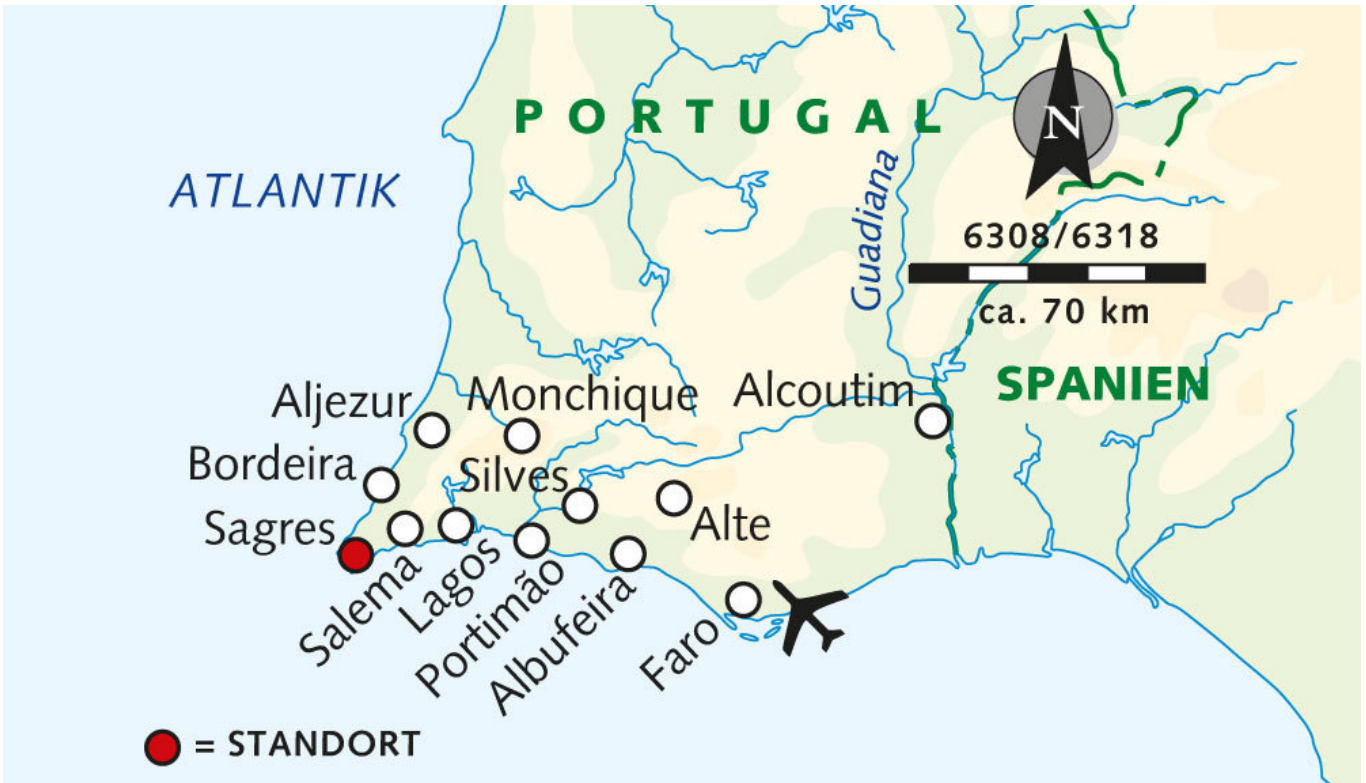 PORTUGAL
N
ATLANTIK
Guadiana
6308/6318
ca. 70 km
SPANIEN
Aljezur
Monchique
Alcoutim
Bordeira
Silves
Sagres
Alte
Salema
Lagos
Portimão
Albufeira
Faro
= STANDORT